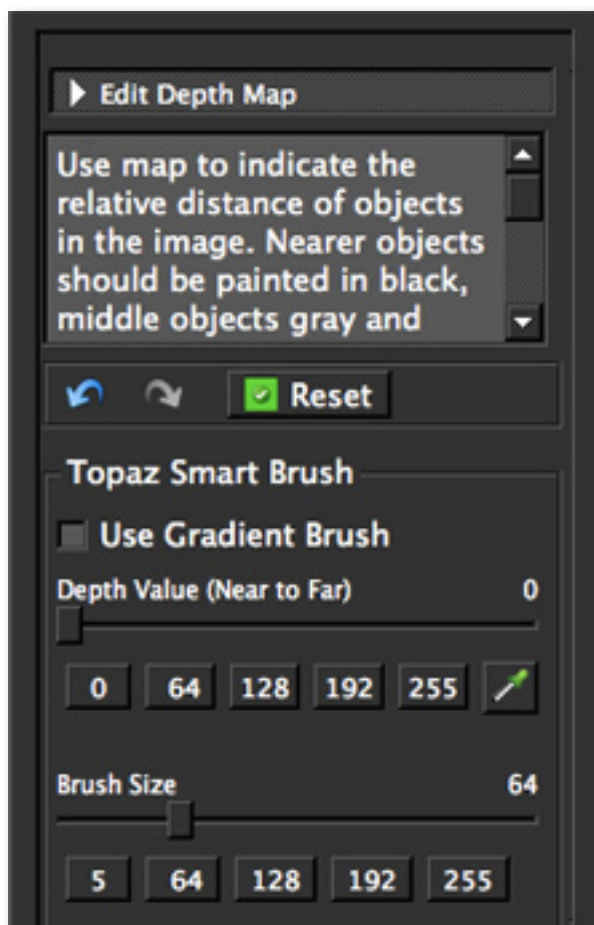 Edit Depth Map
Use map to indicate the
relative distance of objects
in the image. Nearer objects
should be painted in black,
middle objects gray and
Reset
Topaz Smart Brush
Use Gradient Brush
Depth Value (Near to Far) 0
0 64 128 192 255
Brush Size 64
5 64 128 192 255